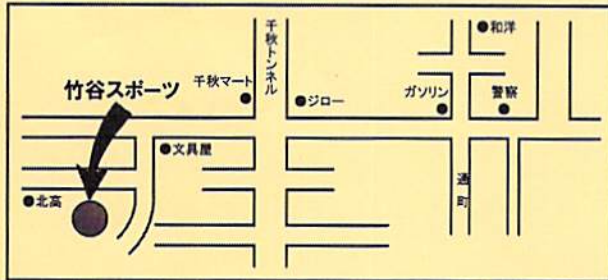 和洋
千秋トンネル
竹谷スポーツ
千秋マート
ジロー
ガソリン
警察
文具屋
通町
北高